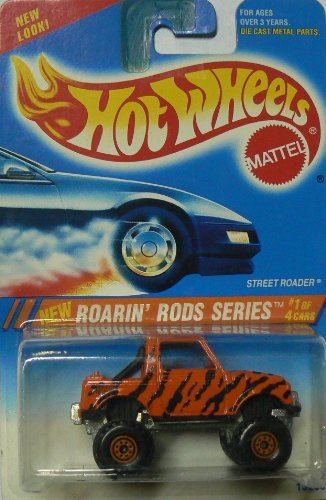 NEW
LOOK!
FOR AGES
OVER 3 YEARS.
DIE CAST METAL PARTS.
HOT WHEELS
MATTEL
STREET ROADER
NEW ROARIN' RODS SERIES™ #1 OF
4 CARS